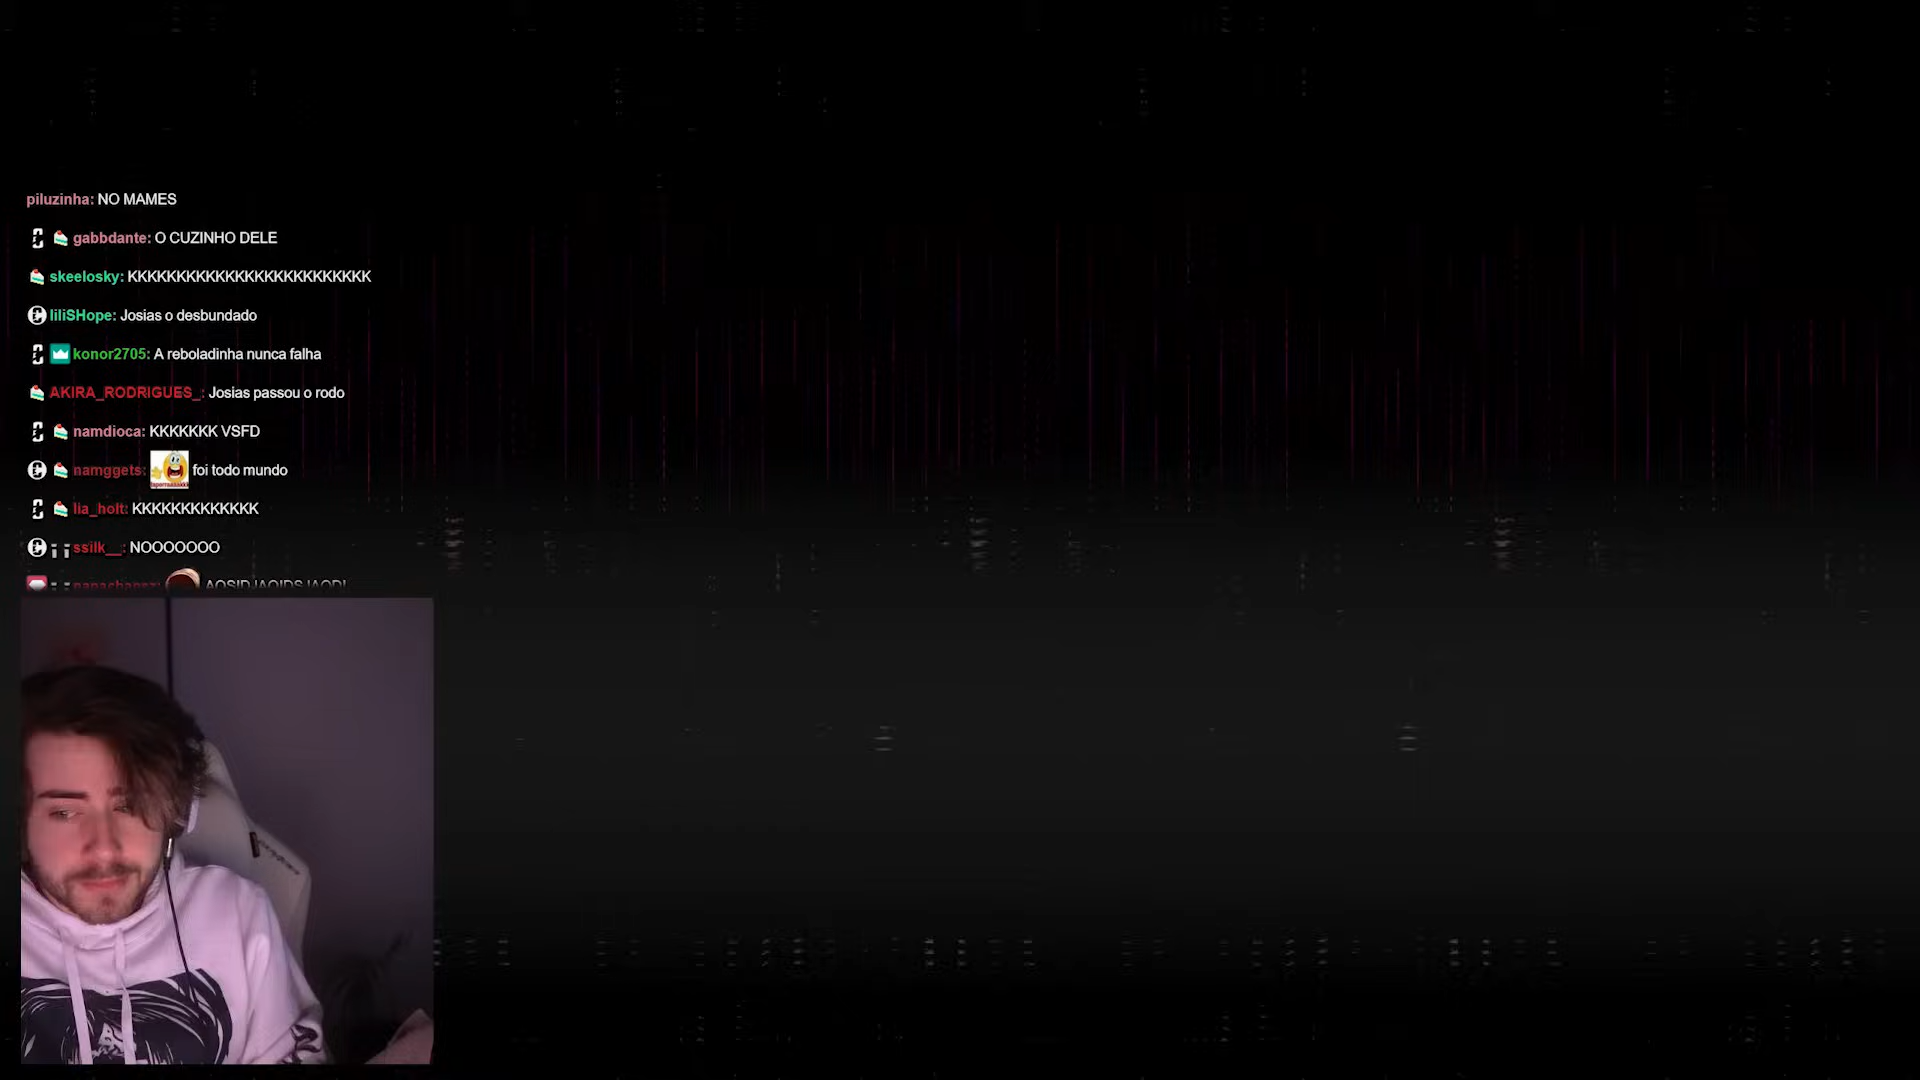 piluzinha: NO MAMES
gabbdante: O CUZINHO DELE
skeelosky: KKKKKKKKKKKKKKKKKKKKKKKKK
liliSHope: Josias o desbundado
konor2705: A reboladinha nunca falha
AKIRA_RODRIGUES_: Josias passou o rodo
namdioca: KKKKKKK VSFD
namggets: foi todo mundo
lia_holt: KKKKKKKKKKKKK
ssilk__: NOOOOOOO